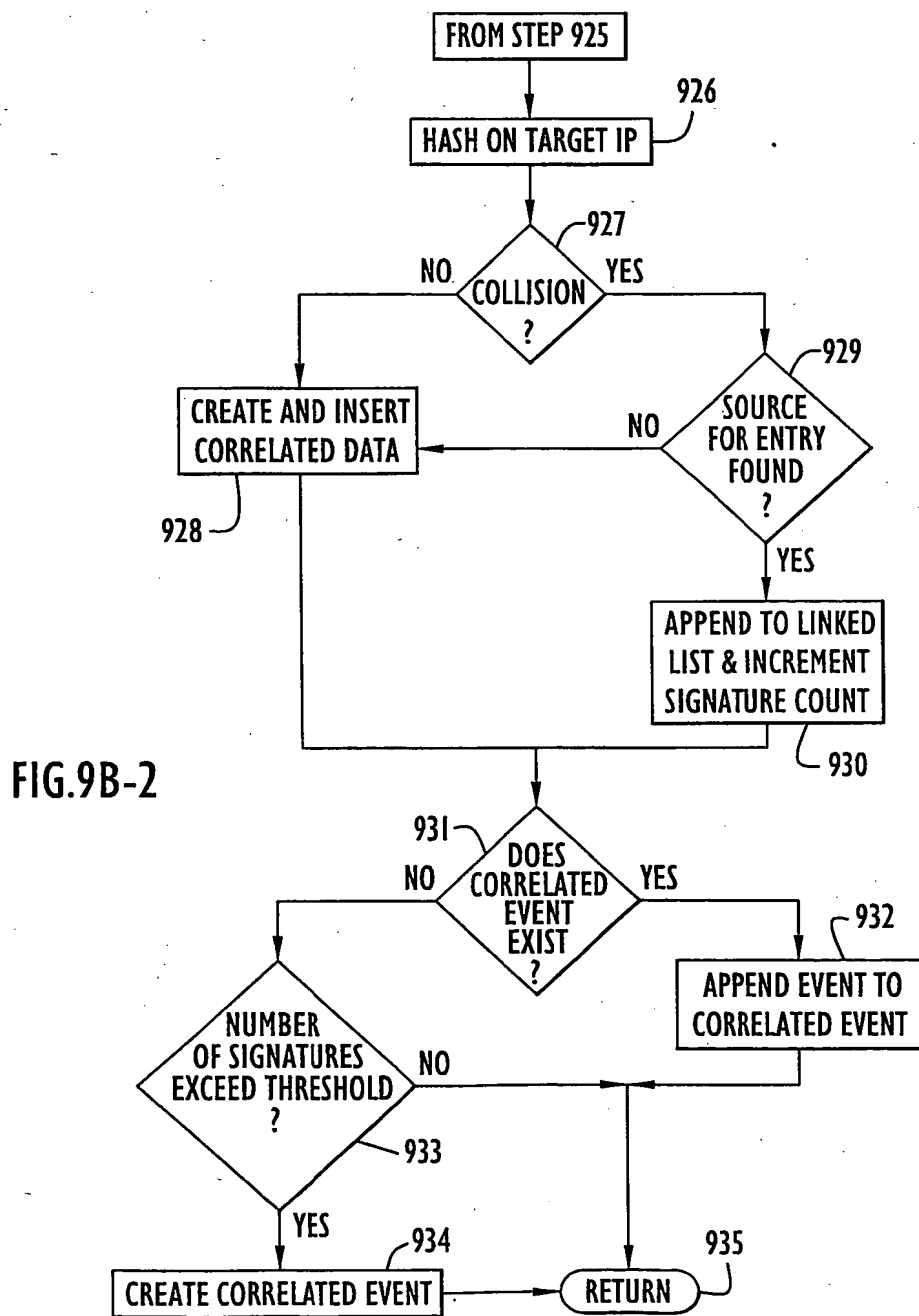 FROM STEP 925
926
HASH ON TARGET IP
927
NO
YES
COLLISION
?
929
CREATE AND INSERT
CORRELATED DATA
928
NO
SOURCE
FOR ENTRY
FOUND
?
YES
APPEND TO LINKED
LIST & INCREMENT
SIGNATURE COUNT
930
FIG.9B-2
931
NO
YES
DOES
CORRELATED
EVENT
EXIST
?
932
APPEND EVENT TO
CORRELATED EVENT
NUMBER
OF SIGNATURES
EXCEED THRESHOLD
?
NO
933
YES
934
CREATE CORRELATED EVENT
RETURN
935